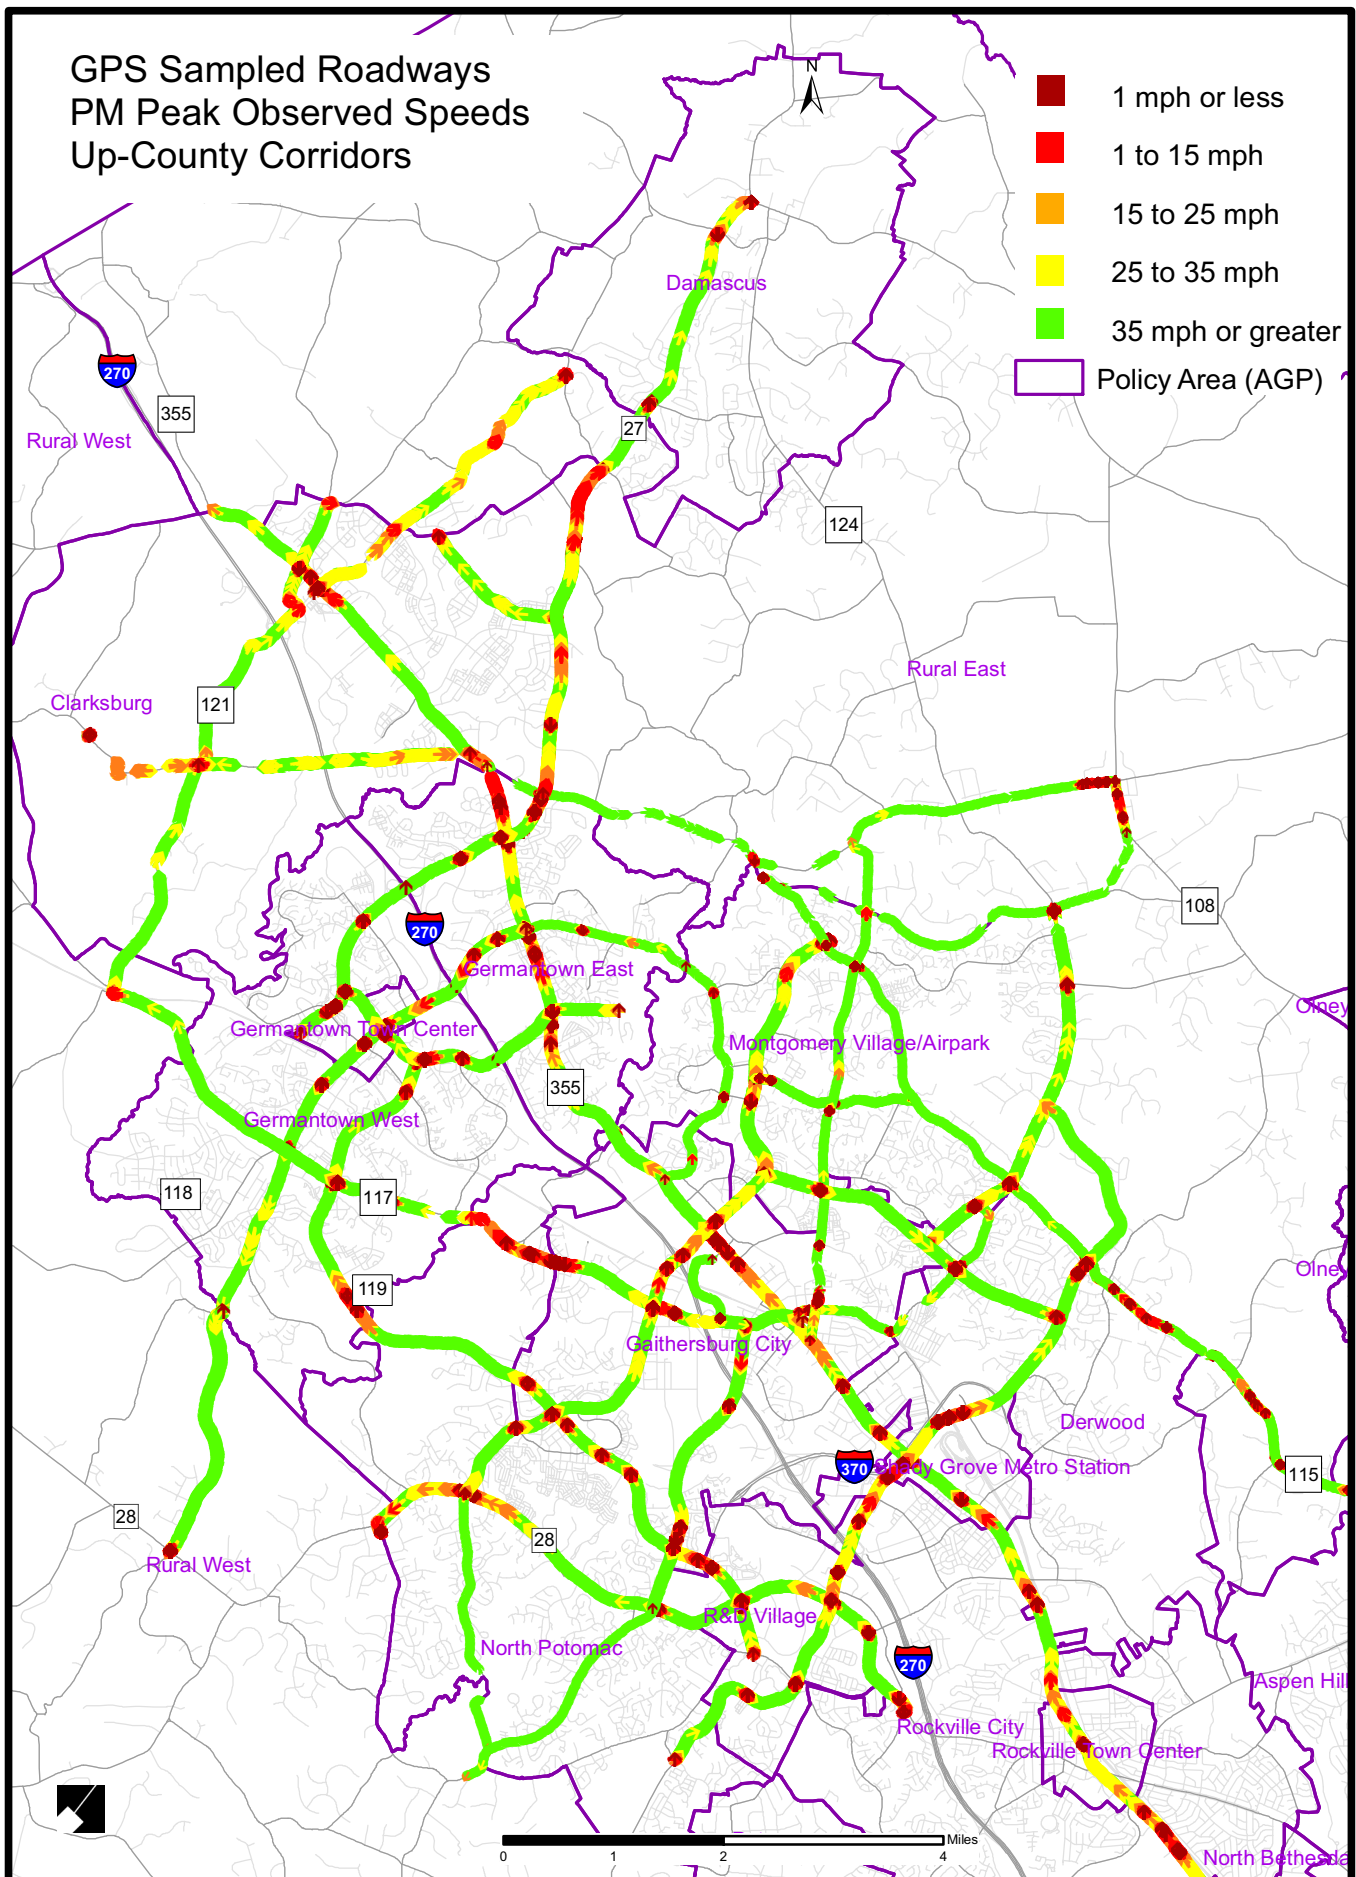 GPS Sampled Roadways
PM Peak Observed Speeds
Up-County Corridors
N
1 mph or less
1 to 15 mph
15 to 25 mph
25 to 35 mph
35 mph or greater
Policy Area (AGP)
Damascus
270
355
Rural West
27
124
Rural East
Clarksburg
121
108
270
Germantown East
Olney
Germantown Town Center
Montgomery Village/Airpark
355
Germantown West
118
117
Olne
119
Gaithersburg City
Derwood
370
Shady Grove Metro Station
115
28
28
Rural West
R&D Village
North Potomac
270
Aspen Hill
Rockville City
Rockville Town Center
Miles
0
1
2
4
North Bethesda